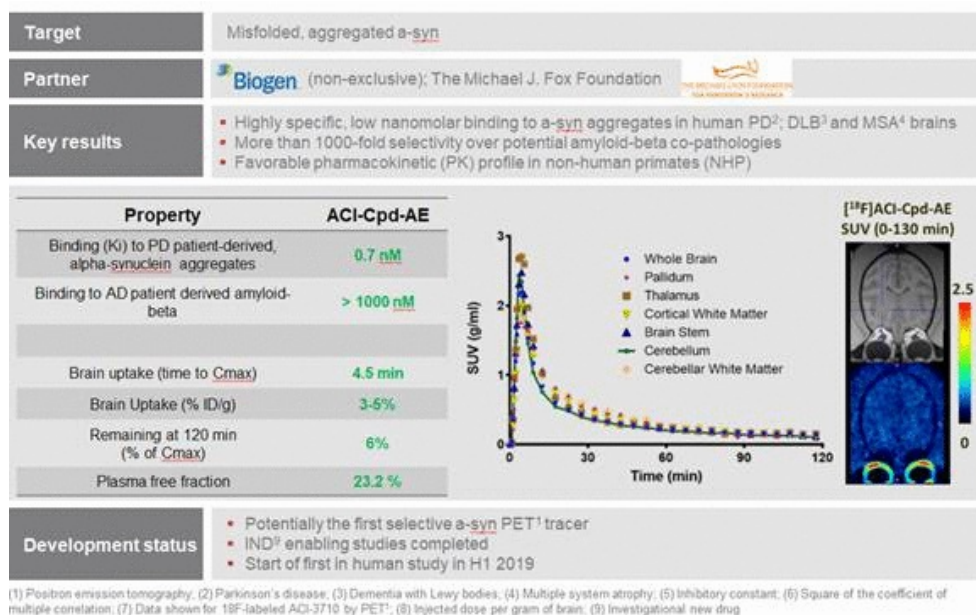 Target
Misfolded, aggregated a-syn
Partner
Biogen (non-exclusive); The Michael J. Fox Foundation
THE MICHAEL J. FOX FOUNDATION
FOR PARKINSON'S RESEARCH
Key results
Highly specific, low nanomolar binding to a-syn aggregates in human PD²; DLB³ and MSA⁴ brains
More than 1000-fold selectivity over potential amyloid-beta co-pathologies
Favorable pharmacokinetic (PK) profile in non-human primates (NHP)
Property ACI-Cpd-AE
Binding (Ki) to PD patient-derived,
alpha-synuclein aggregates
0.7 nM
Binding to AD patient derived amyloid-
beta
> 1000 nM
Brain uptake (time to Cmax) 4.5 min
Brain Uptake (% ID/g) 3-5%
Remaining at 120 min
(% of Cmax)
6%
Plasma free fraction 23.2 %
SUV (g/ml)
3
2
1
0
0 30 60 90 120
Time (min)
Whole Brain
Pallidum
Thalamus
Cortical White Matter
Brain Stem
Cerebellum
Cerebellar White Matter
[¹⁸F]ACI-Cpd-AE
SUV (0-130 min)
2.5
0
Development status
Potentially the first selective a-syn PET¹ tracer
IND⁹ enabling studies completed
Start of first in human study in H1 2019
(1) Positron emission tomography; (2) Parkinson's disease; (3) Dementia with Lewy bodies; (4) Multiple system atrophy; (5) Inhibitory constant; (6) Square of the coefficient of
multiple correlation; (7) Data shown for 18F-labeled ACI-3710 by PET¹; (8) Injected dose per gram of brain; (9) Investigational new drug